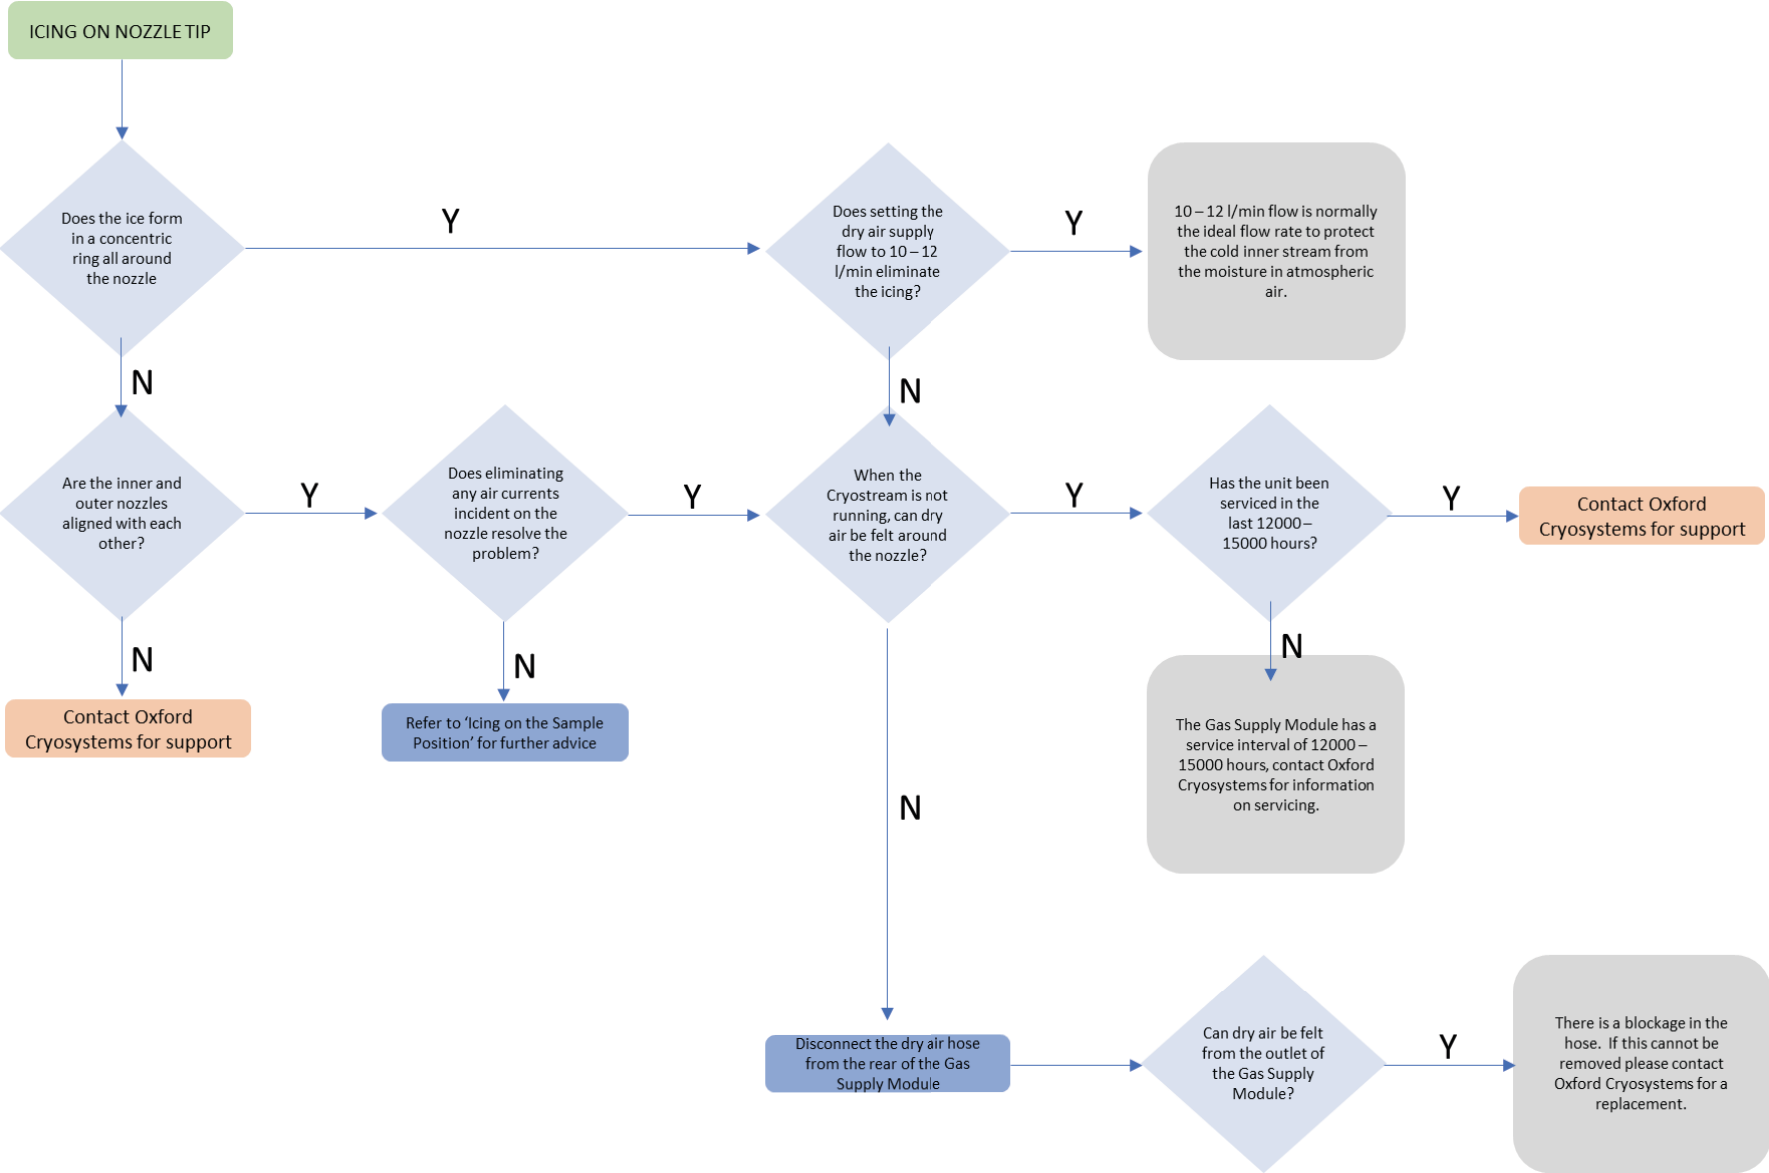 ICING ON NOZZLE TIP
Does the ice form
in a concentric
ring all around
the nozzle
Y
Does setting the
dry air supply
flow to 10 – 12
l/min eliminate
the icing?
Y
10 – 12 l/min flow is normally
the ideal flow rate to protect
the cold inner stream from
the moisture in atmospheric
air.
N
N
Are the inner and
outer nozzles
aligned with each
other?
Y
Does eliminating
any air currents
incident on the
nozzle resolve the
problem?
Y
When the
Cryostream is not
running, can dry
air be felt around
the nozzle?
Y
Has the unit been
serviced in the
last 12000 –
15000 hours?
Y
Contact Oxford
Cryosystems for support
N
N
N
Contact Oxford
Cryosystems for support
Refer to ‘Icing on the Sample
Position’ for further advice
The Gas Supply Module has a
service interval of 12000 –
15000 hours, contact Oxford
Cryosystems for information
on servicing.
N
Disconnect the dry air hose
from the rear of the Gas
Supply Module
Can dry air be felt
from the outlet of
the Gas Supply
Module?
Y
There is a blockage in the
hose.  If this cannot be
removed please contact
Oxford Cryosystems for a
replacement.